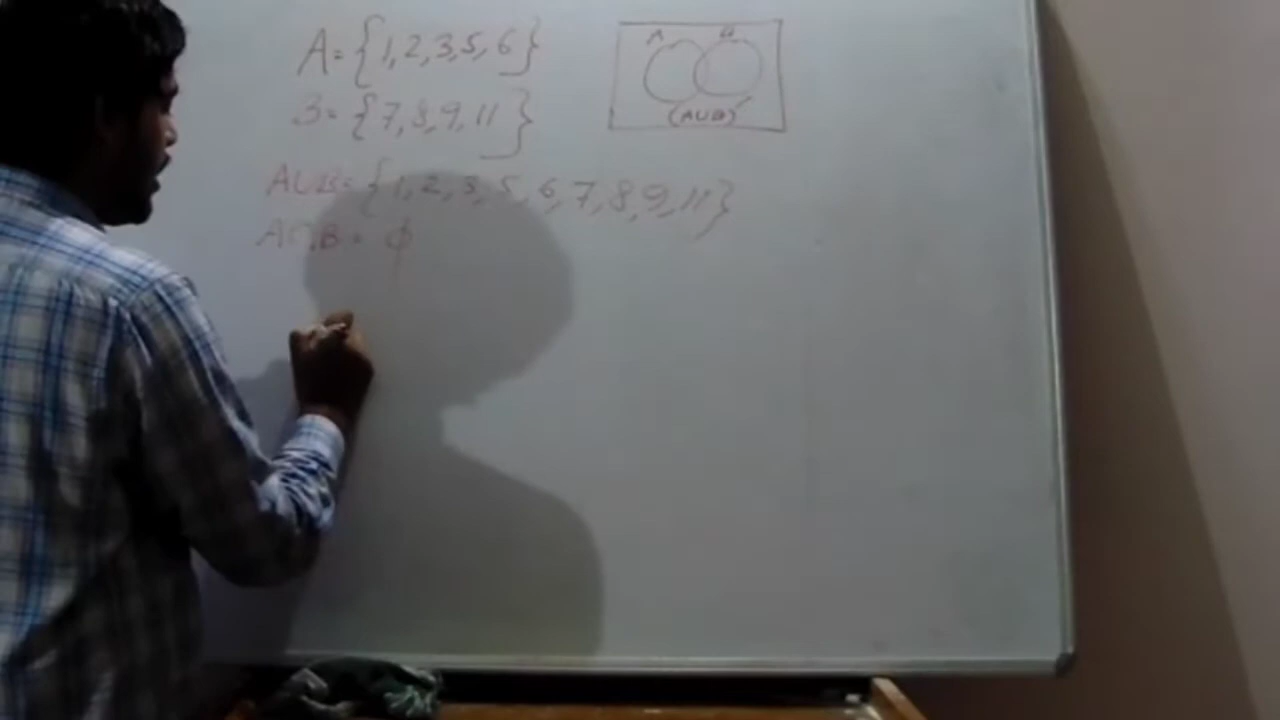 A = {1, 2, 3, 5, 6}
B = {7, 8, 9, 11}
A∪B = {1, 2, 3, 5, 6, 7, 8, 9, 11}
A∩B = ϕ
A B
(A∪B)'